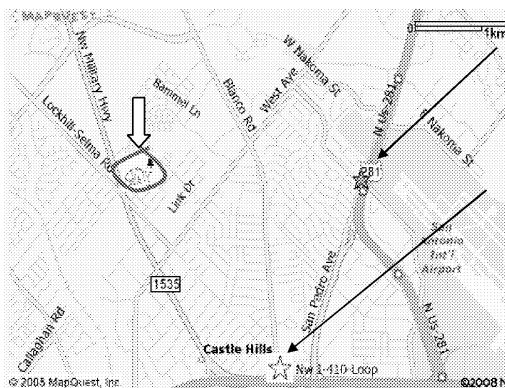 MAPQUEST
0
1km
Nw Military Hwy
Bammel Ln
Blanco Rd
West Ave
W Nakoma St
N Us-281
E Nakoma St
Lockhill-Selma Rd
Link Dr
281
San
Antonio
Int'l
Airport
1535
San Pedro Ave
N Us-281
Callaghan Rd
Castle Hills
Nw I-410-Loop
© 2008 MapQuest, Inc
©2008 N